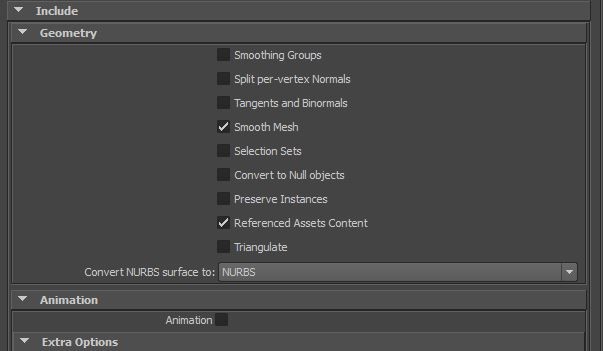 Include
Geometry
Smoothing Groups
Split per-vertex Normals
Tangents and Binormals
Smooth Mesh
Selection Sets
Convert to Null objects
Preserve Instances
Referenced Assets Content
Triangulate
Convert NURBS surface to: NURBS
Animation
Animation
Extra Options